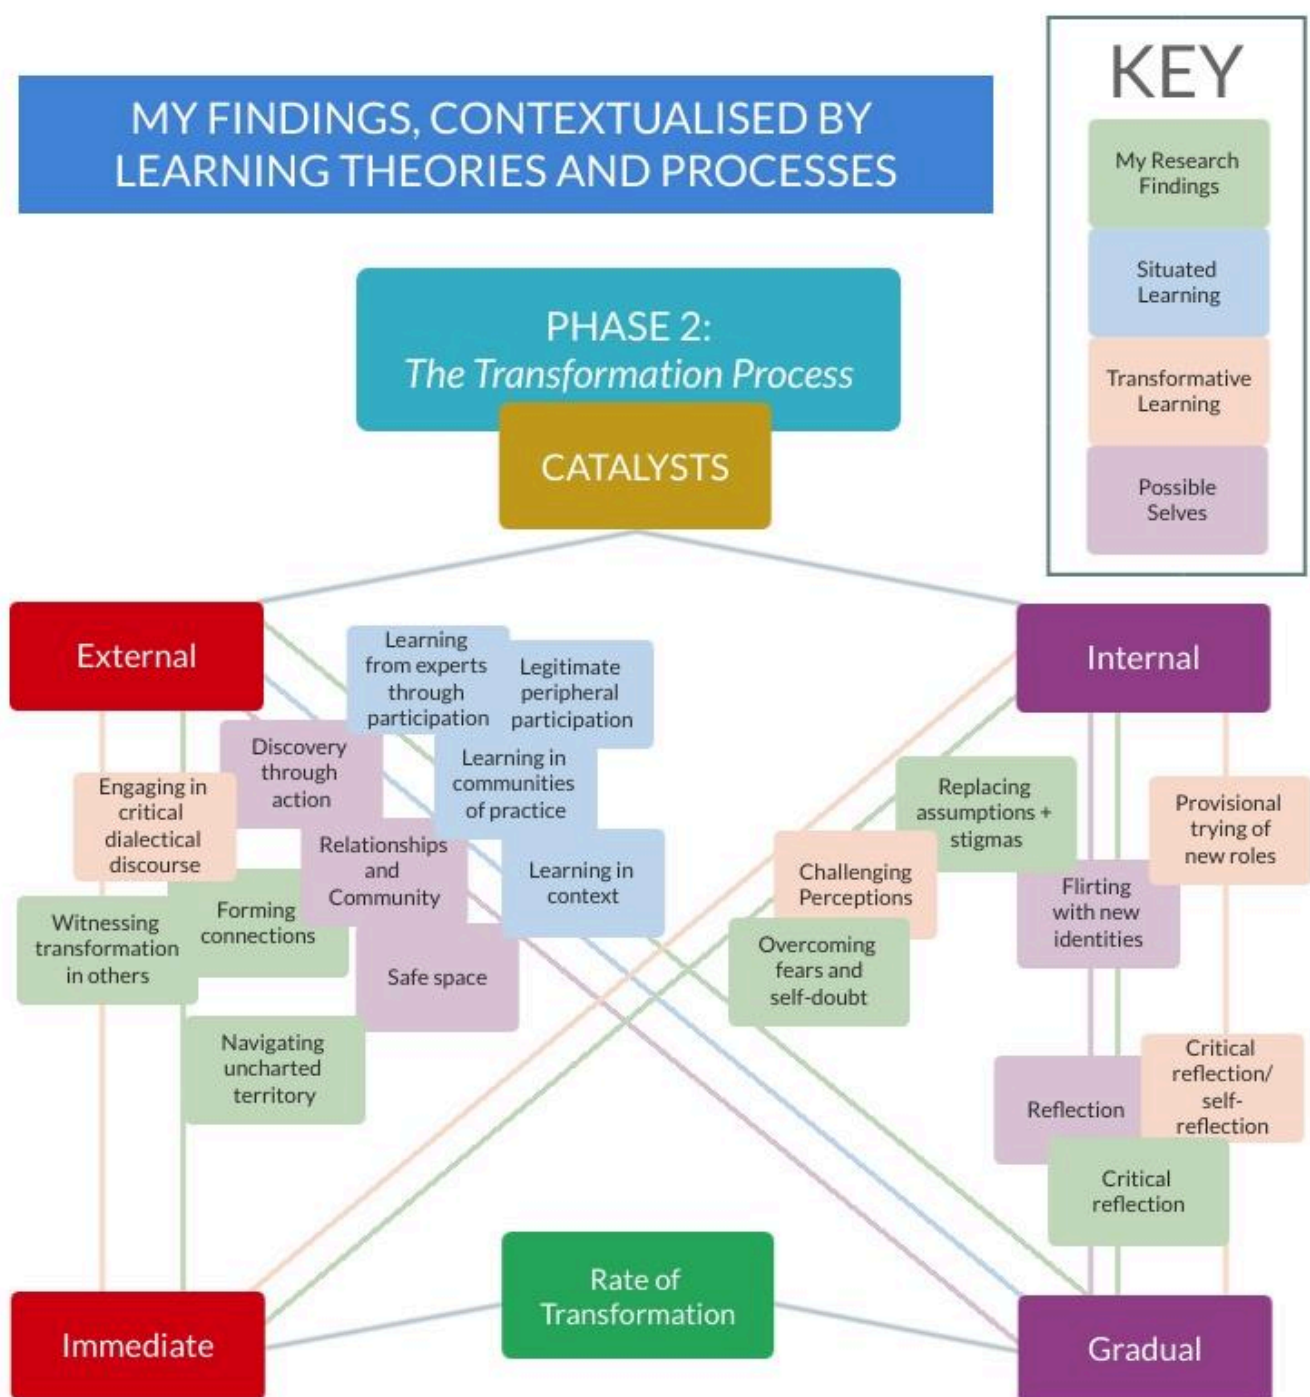 KEY
MY FINDINGS, CONTEXTUALISED BY
LEARNING THEORIES AND PROCESSES
My Research
Findings
Situated
Learning
Transformative
Learning
Possible
Selves
PHASE 2:
The Transformation Process
CATALYSTS
External
Internal
Learning
from experts
through
participation
Legitimate
peripheral
participation
Discovery
through
action
Learning in
communities
of practice
Engaging in
critical
dialectical
discourse
Relationships
and
Community
Learning in
context
Witnessing
transformation
in others
Forming
connections
Safe space
Navigating
uncharted
territory
Replacing
assumptions +
stigmas
Provisional
trying of
new roles
Challenging
Perceptions
Flirting
with new
identities
Overcoming
fears and
self-doubt
Reflection
Critical
reflection/
self-
reflection
Critical
reflection
Rate of
Transformation
Immediate
Gradual